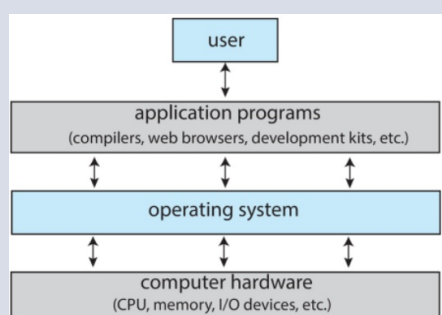 user
application programs
(compilers, web browsers, development kits, etc.)
operating system
computer hardware
(CPU, memory, I/O devices, etc.)